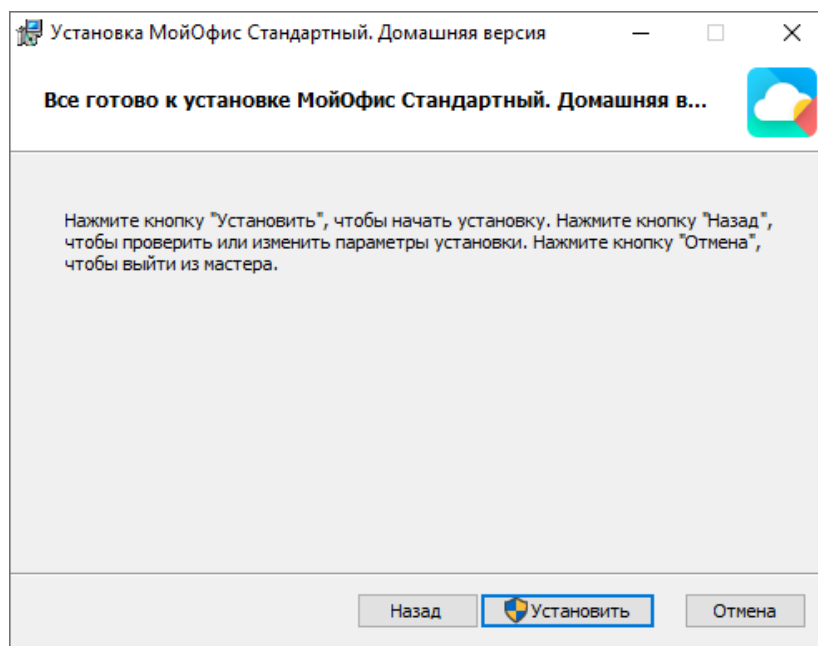 Установка МойОфис Стандартный. Домашняя версия
Все готово к установке МойОфис Стандартный. Домашняя в...
Нажмите кнопку "Установить", чтобы начать установку. Нажмите кнопку "Назад",
чтобы проверить или изменить параметры установки. Нажмите кнопку "Отмена",
чтобы выйти из мастера.
Назад
Установить
Отмена